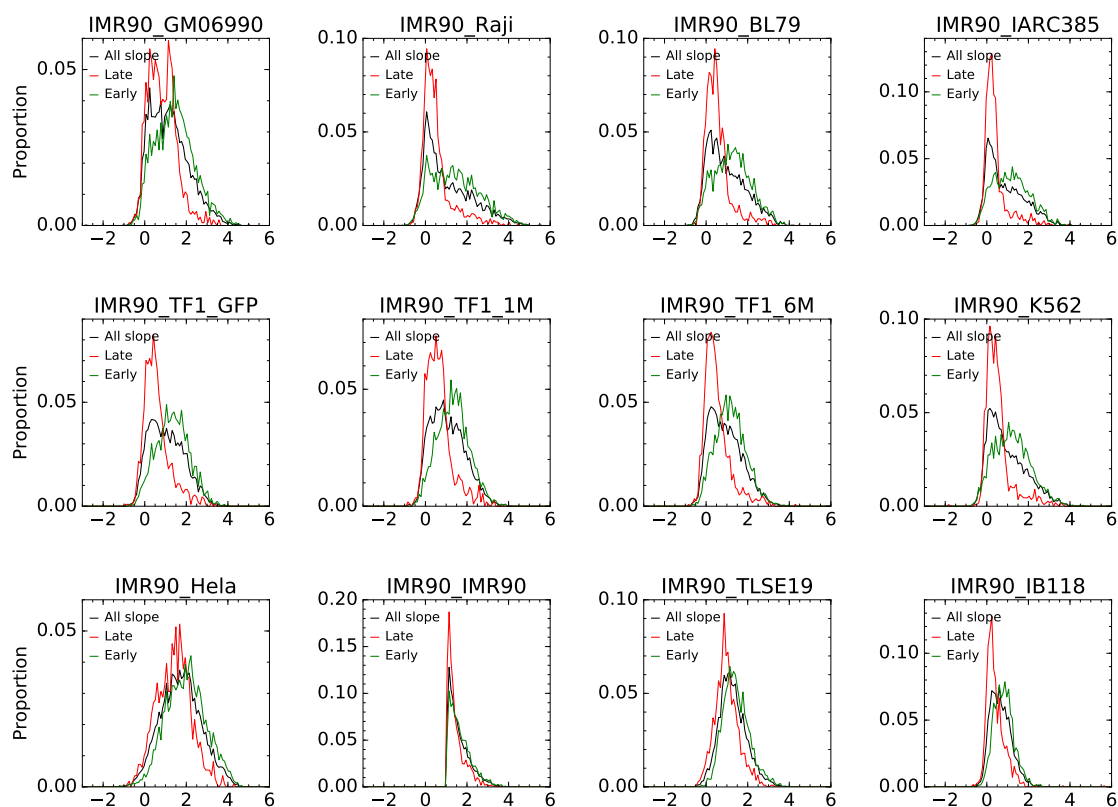 IMR90_GM06990 IMR90_Raji IMR90_BL79 IMR90_IARC385
Proportion
All slope
Late
Early
0.05
0.00
−2 0 2 4 6
All slope
Late
Early
0.10
0.05
0.00
−2 0 2 4 6
All slope
Late
Early
0.10
0.05
0.00
−2 0 2 4 6
All slope
Late
Early
0.10
0.05
0.00
−2 0 2 4 6
IMR90_TF1_GFP IMR90_TF1_1M IMR90_TF1_6M IMR90_K562
Proportion
All slope
Late
Early
0.05
0.00
−2 0 2 4 6
All slope
Late
Early
0.05
0.00
−2 0 2 4 6
All slope
Late
Early
0.05
0.00
−2 0 2 4 6
All slope
Late
Early
0.10
0.05
0.00
−2 0 2 4 6
IMR90_Hela IMR90_IMR90 IMR90_TLSE19 IMR90_IB118
Proportion
All slope
Late
Early
0.05
0.00
−2 0 2 4 6
All slope
Late
Early
0.20
0.15
0.10
0.05
0.00
−2 0 2 4 6
All slope
Late
Early
0.10
0.05
0.00
−2 0 2 4 6
All slope
Late
Early
0.10
0.05
0.00
−2 0 2 4 6